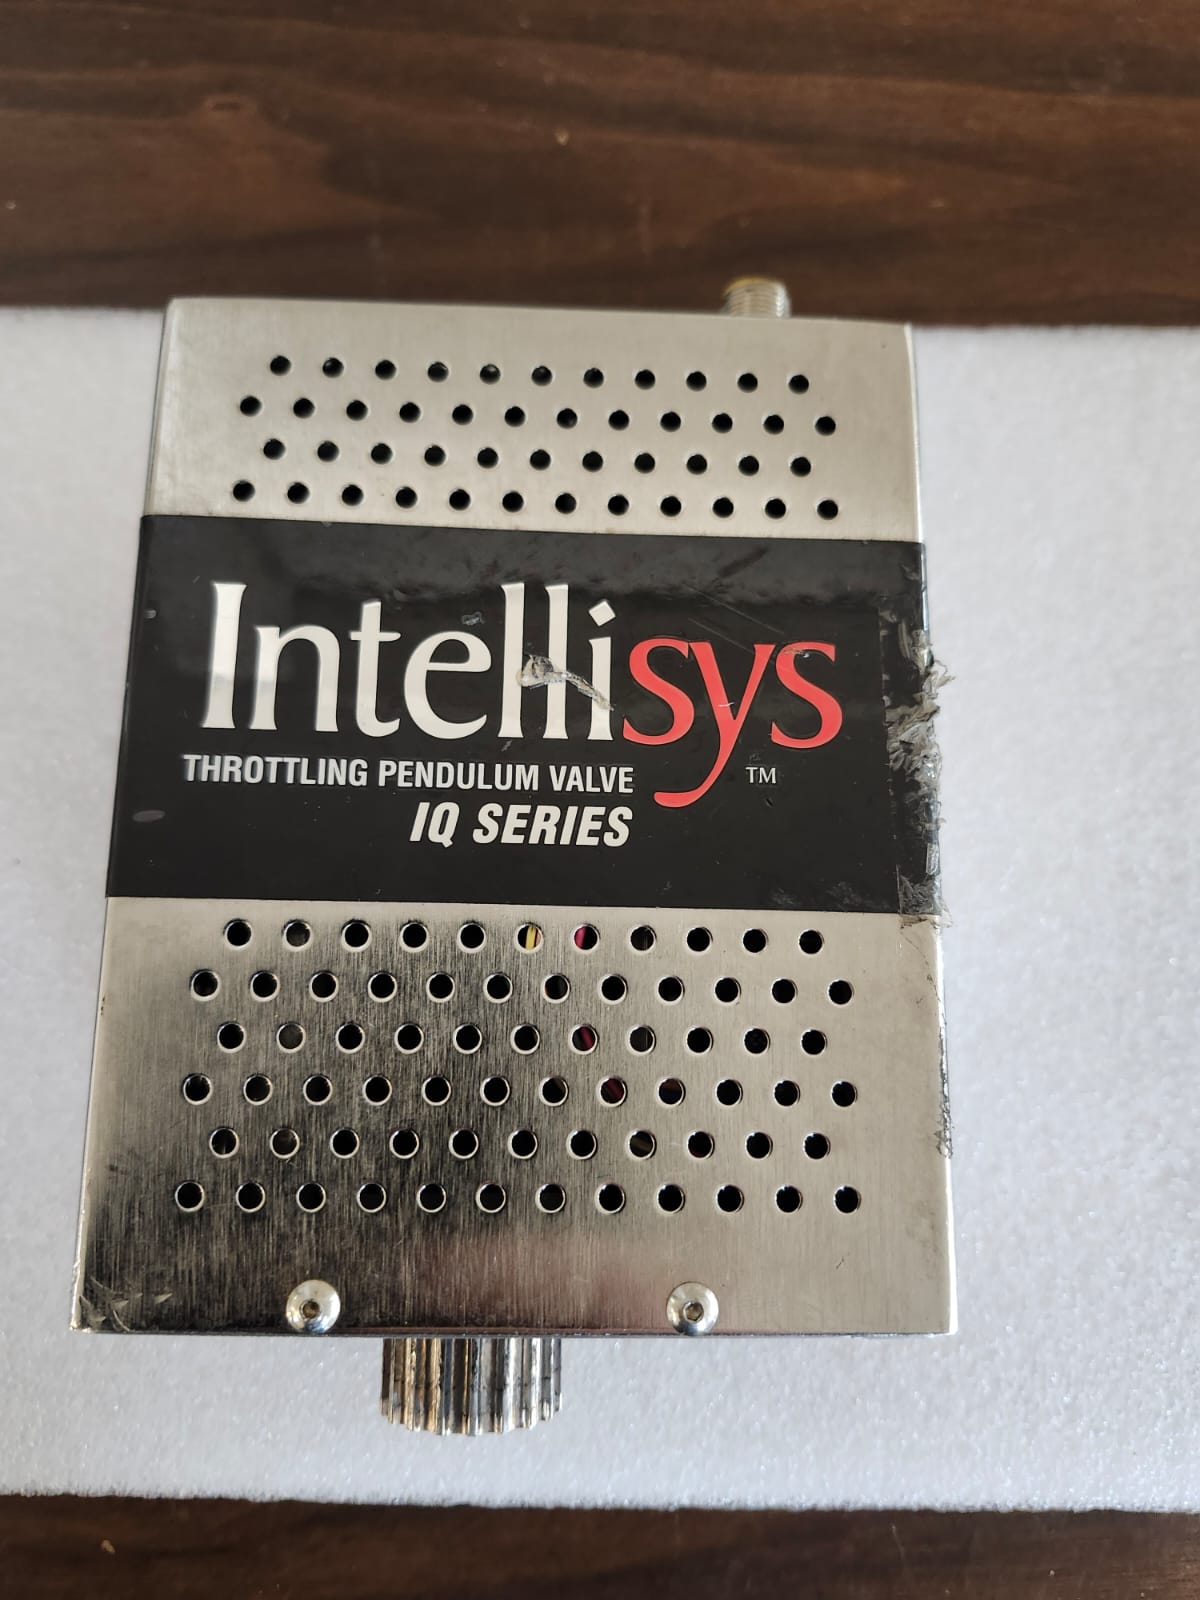 Intellisys
THROTTLING PENDULUM VALVE
TM
IQ SERIES